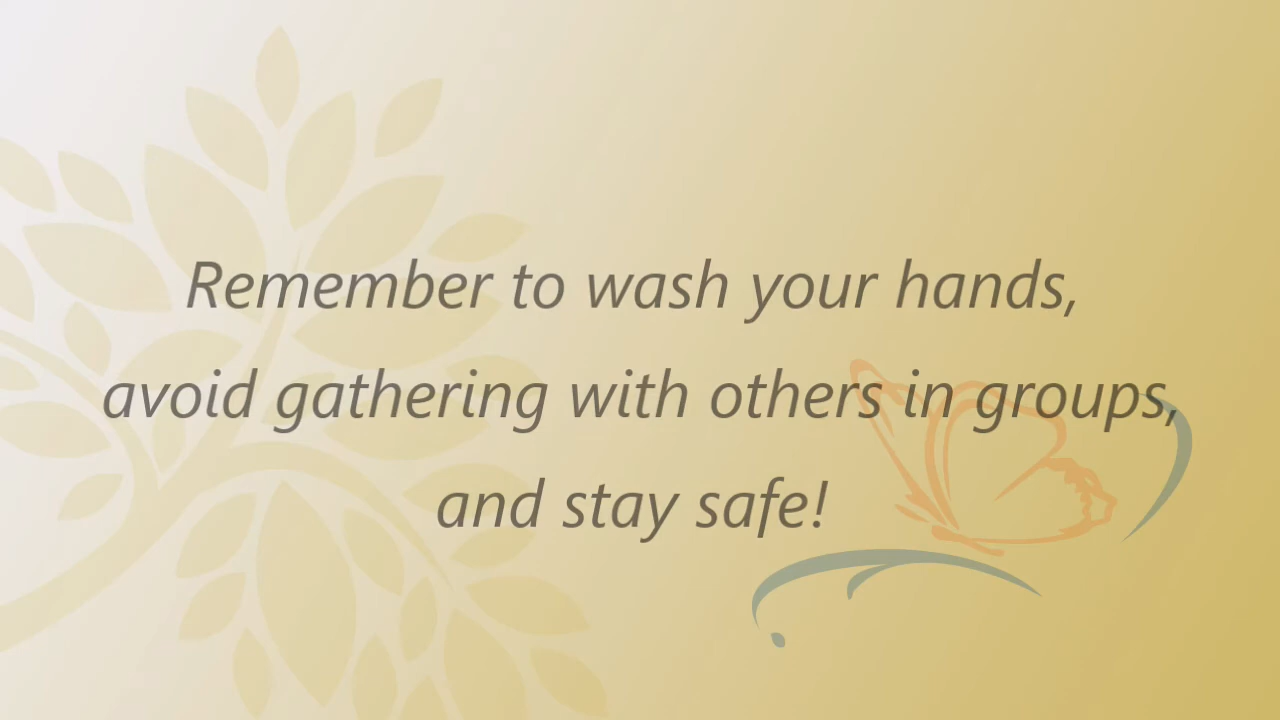 Remember to wash your hands,
avoid gathering with others in groups,
and stay safe!